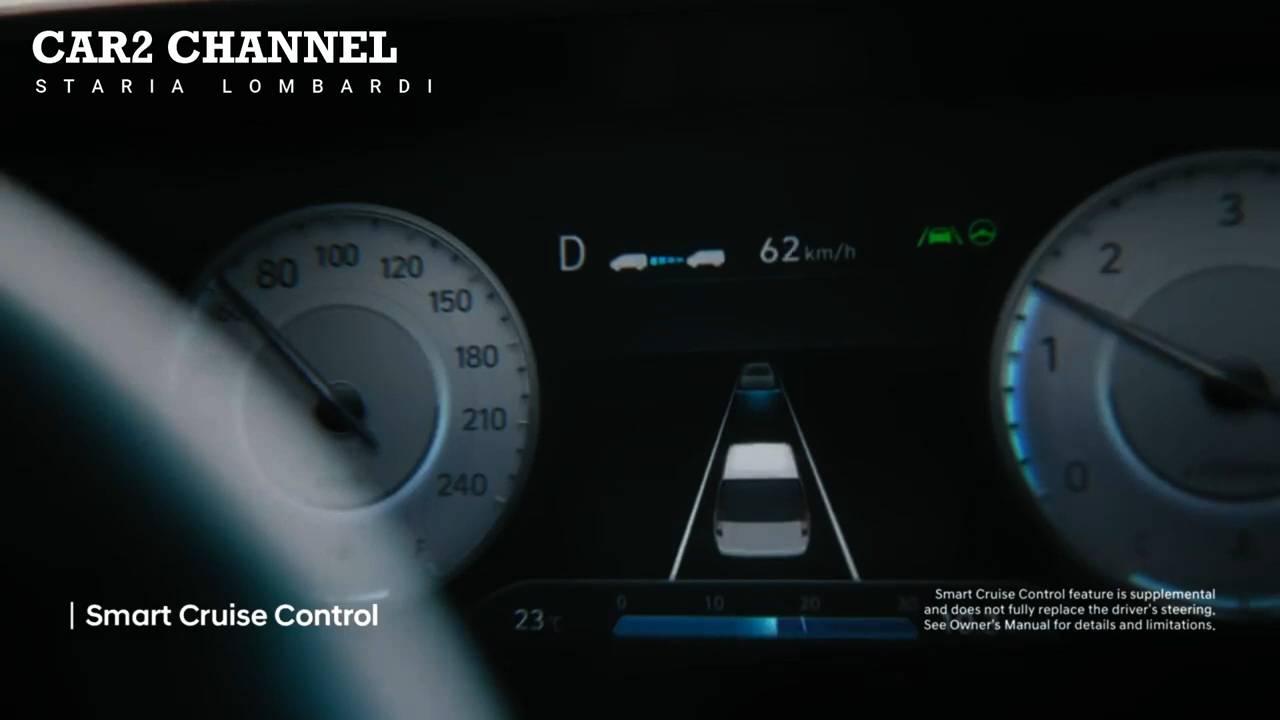 CAR2 CHANNEL
STARIA LOMBARDI
D
62 km/h
80
100
120
150
180
210
240
3
2
1
0
F
23 °C
0 10 20 30
| Smart Cruise Control
Smart Cruise Control feature is supplemental
and does not fully replace the driver's steering.
See Owner's Manual for details and limitations.